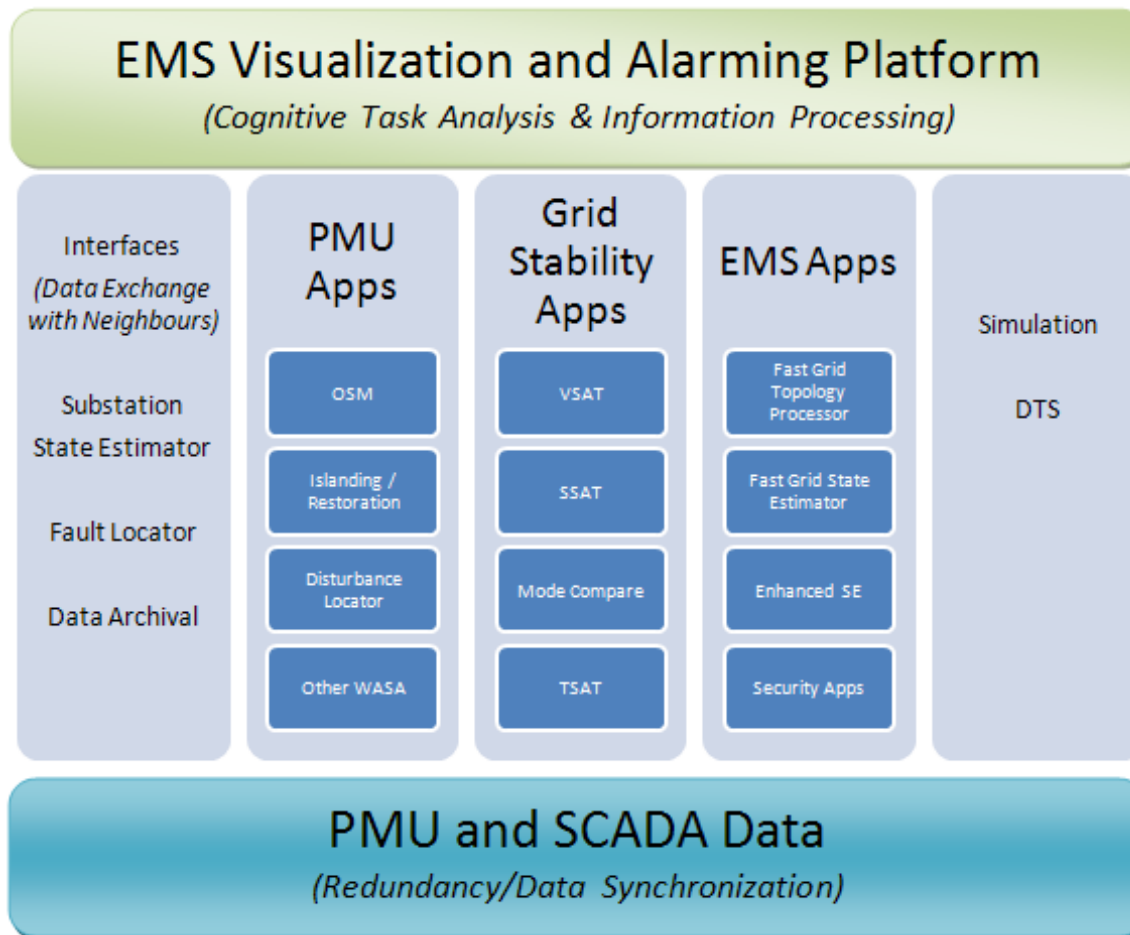 EMS Visualization and Alarming Platform
(Cognitive Task Analysis & Information Processing)
Interfaces
(Data Exchange
with Neighbours)
Substation
State Estimator
Fault Locator
Data Archival
PMU
Apps
OSM
Islanding /
Restoration
Disturbance
Locator
Other WASA
Grid
Stability
Apps
VSAT
SSAT
Mode Compare
TSAT
EMS Apps
Fast Grid
Topology
Processor
Fast Grid State
Estimator
Enhanced SE
Security Apps
Simulation
DTS
PMU and SCADA Data
(Redundancy/Data Synchronization)